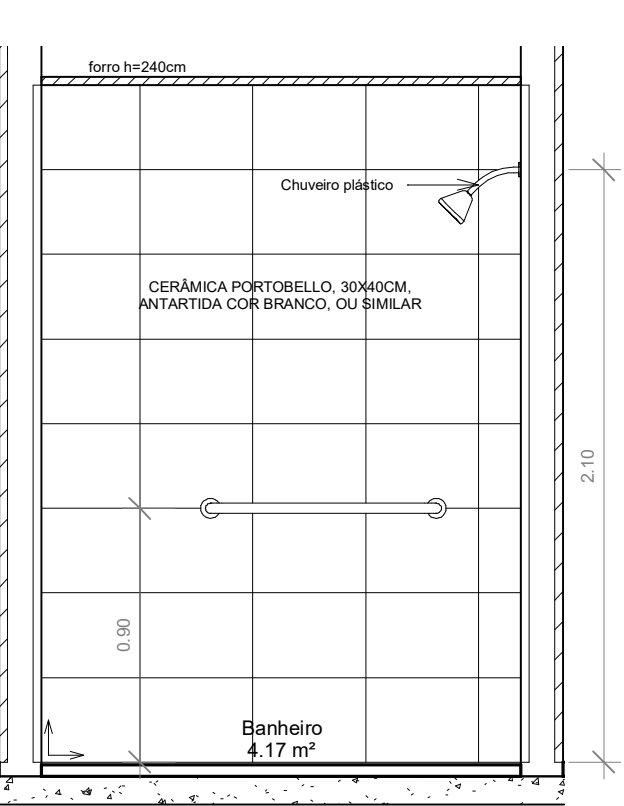 forro h=240cm
Chuveiro plástico
CERÂMICA PORTOBELLO, 30X40CM,
ANTARTIDA COR BRANCO, OU SIMILAR
2.10
0.90
Banheiro
4.17 m²